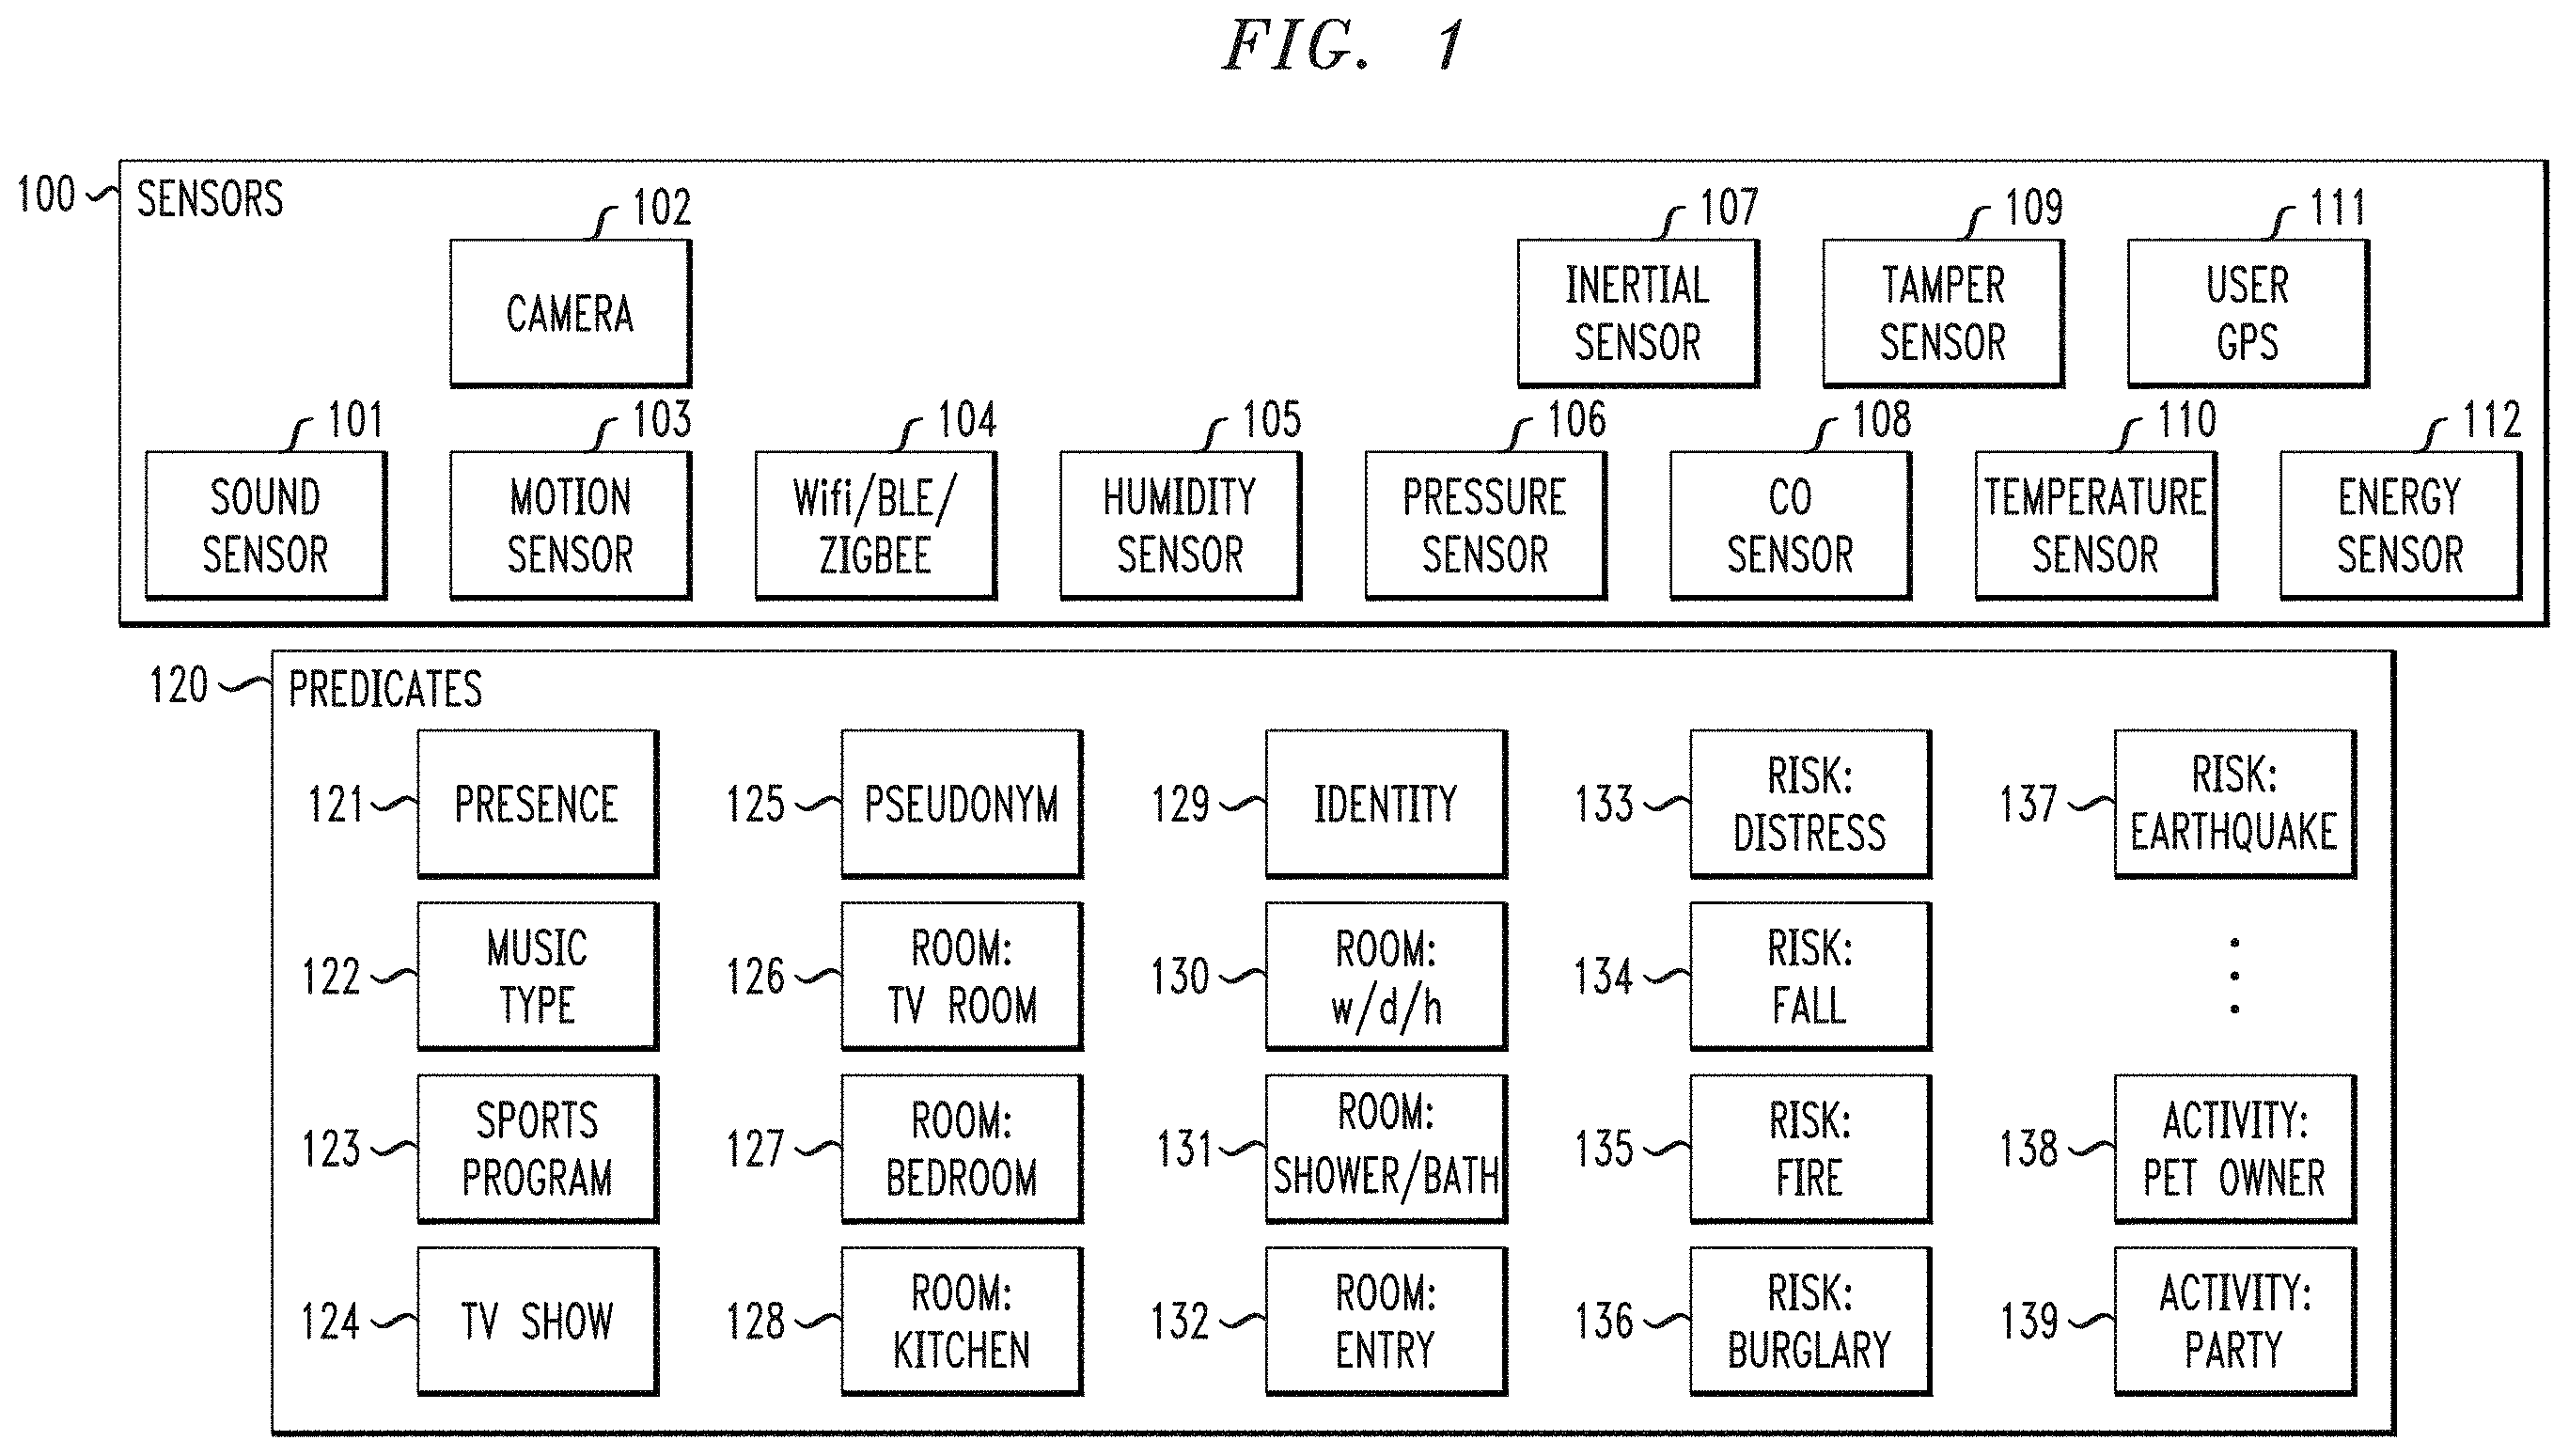 FIG. 1
100
SENSORS
102
107
109
111
CAMERA
INERTIAL
SENSOR
TAMPER
SENSOR
USER
GPS
101
103
104
105
106
108
110
112
SOUND
SENSOR
MOTION
SENSOR
Wifi/BLE/
ZIGBEE
HUMIDITY
SENSOR
PRESSURE
SENSOR
CO
SENSOR
TEMPERATURE
SENSOR
ENERGY
SENSOR
120
PREDICATES
121
PRESENCE
125
PSEUDONYM
129
IDENTITY
133
RISK:
DISTRESS
137
RISK:
EARTHQUAKE
122
MUSIC
TYPE
126
ROOM:
TV ROOM
130
ROOM:
w/d/h
134
RISK:
FALL
123
SPORTS
PROGRAM
127
ROOM:
BEDROOM
131
ROOM:
SHOWER/BATH
135
RISK:
FIRE
138
ACTIVITY:
PET OWNER
124
TV SHOW
128
ROOM:
KITCHEN
132
ROOM:
ENTRY
136
RISK:
BURGLARY
139
ACTIVITY:
PARTY